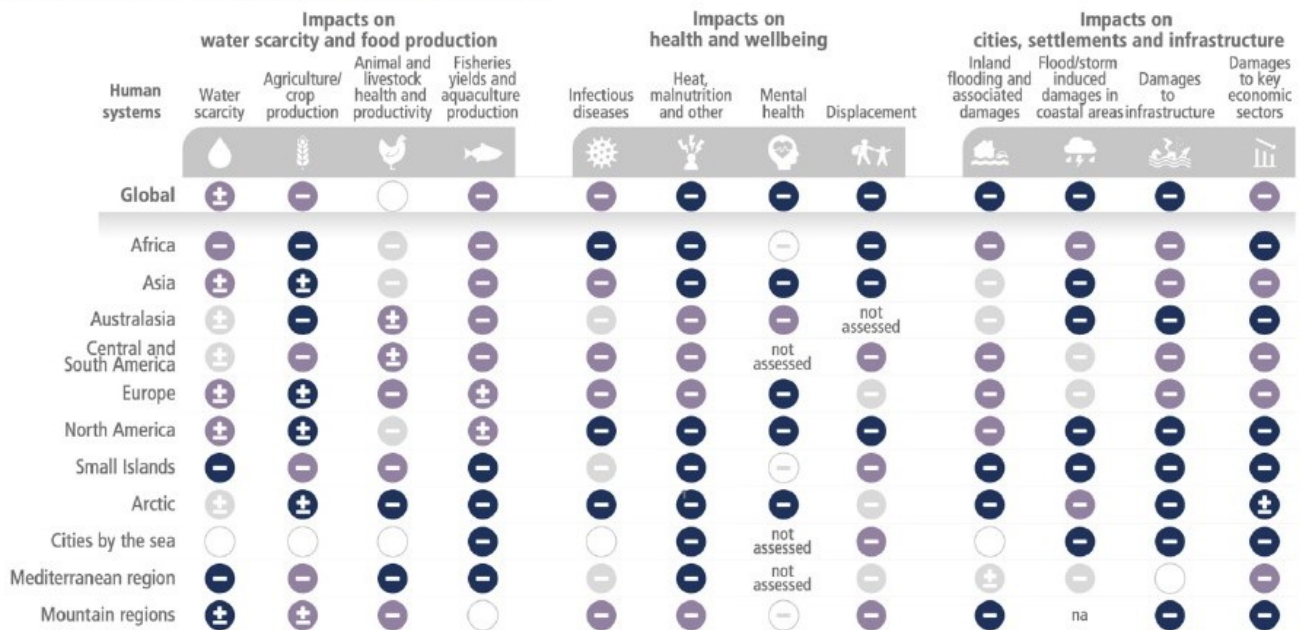 Impacts on
water scarcity and food production
Impacts on
health and wellbeing
Impacts on
cities, settlements and infrastructure
Human
systems
Water
scarcity
Agriculture/
crop
production
Animal and
livestock
health and
productivity
Fisheries
yields and
aquaculture
production
Infectious
diseases
Heat,
malnutrition
and other
Mental
health
Displacement
Inland
flooding and
associated
damages
Flood/storm
induced
damages in
coastal areas
Damages
to
infrastructure
Damages
to key
economic
sectors
Global
Africa
Asia
Australasia
not
assessed
Central and
South America
not
assessed
Europe
North America
Small Islands
Arctic
Cities by the sea
not
assessed
Mediterranean region
not
assessed
Mountain regions
na